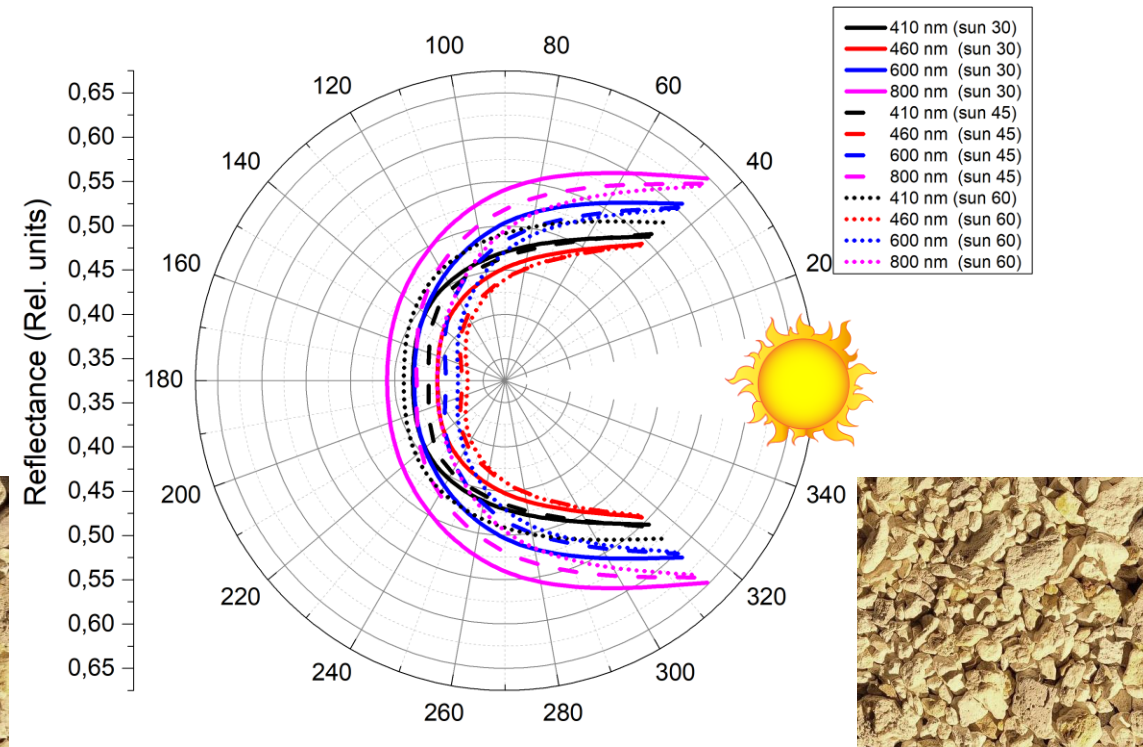 Reflectance (Rel. units)
0,65
0,60
0,55
0,50
0,45
0,40
0,35
0,35
0,40
0,45
0,50
0,55
0,60
0,65
100
80
120
60
140
40
160
20
180
200
340
220
320
240
300
260
280
410 nm (sun 30)
460 nm (sun 30)
600 nm (sun 30)
800 nm (sun 30)
410 nm (sun 45)
460 nm (sun 45)
600 nm (sun 45)
800 nm (sun 45)
410 nm (sun 60)
460 nm (sun 60)
600 nm (sun 60)
800 nm (sun 60)